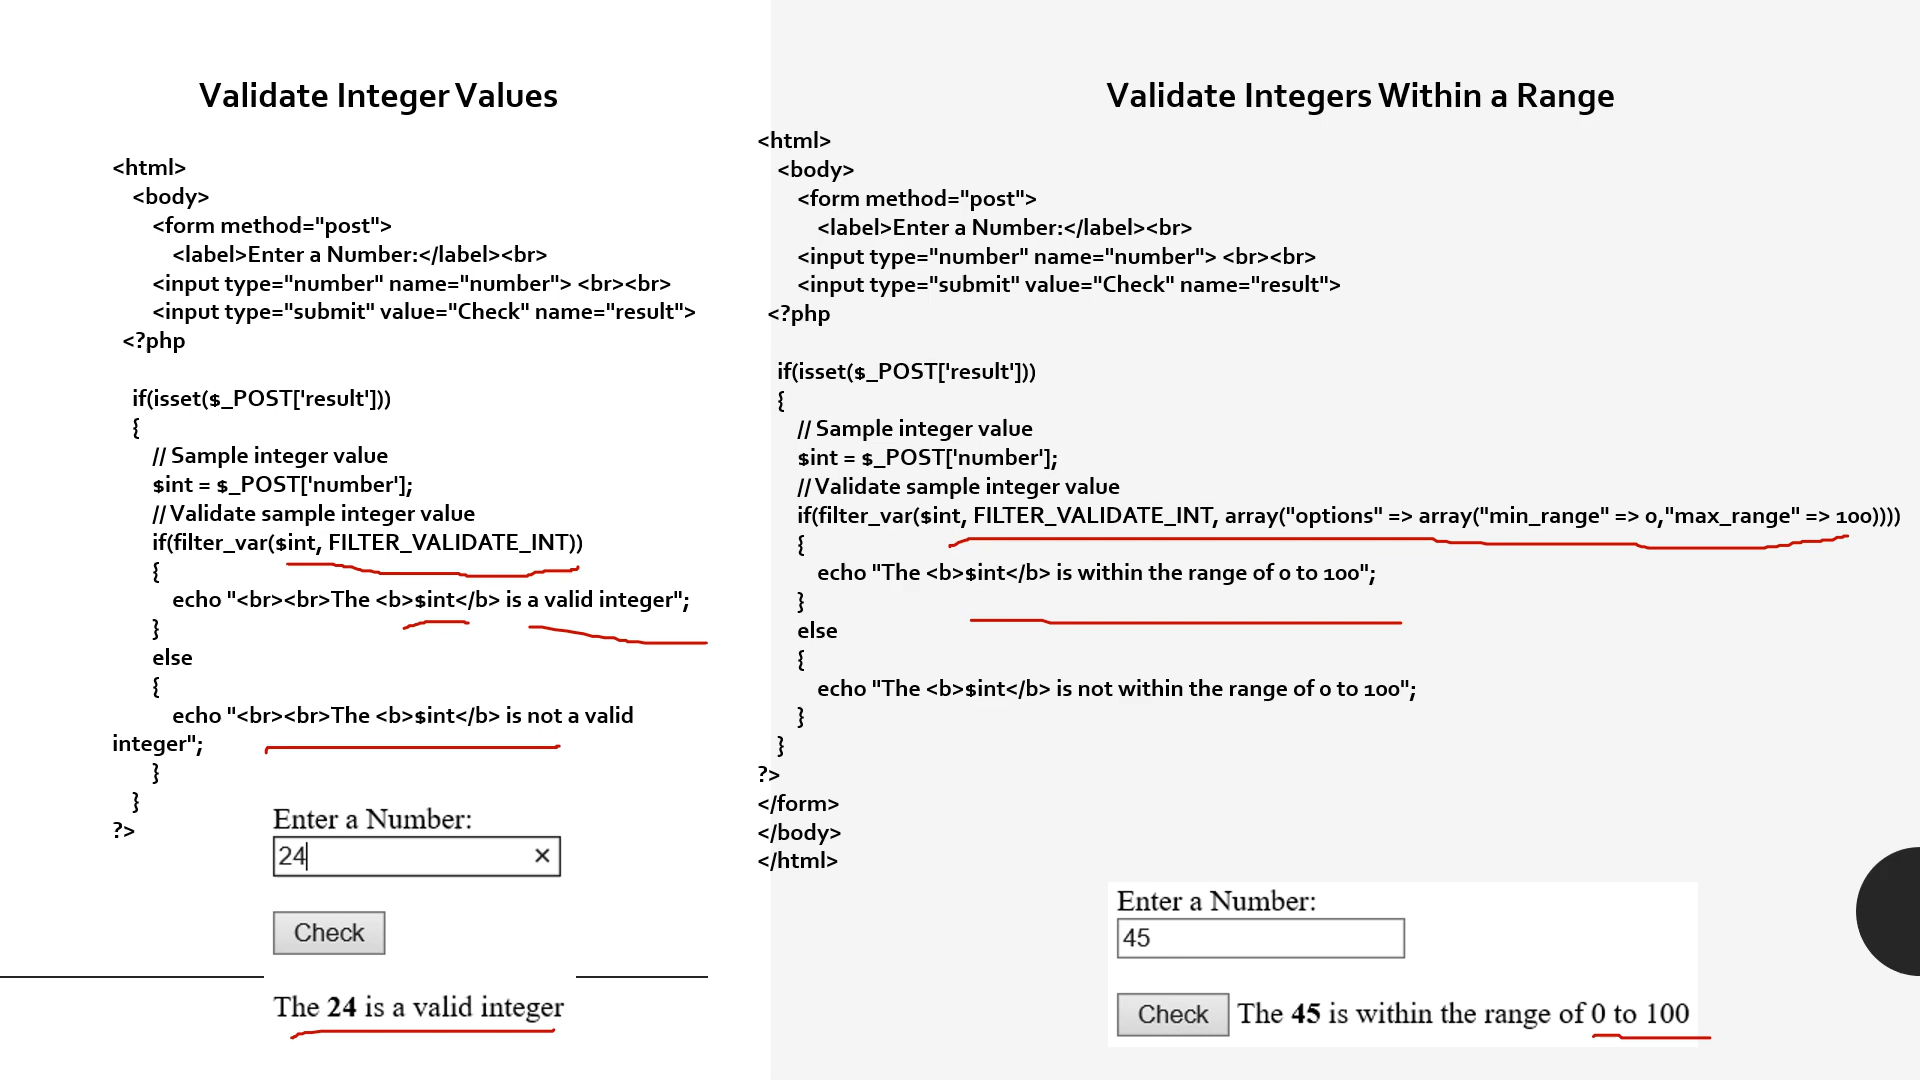 Validate Integer Values
<html>
<body>
<form method="post">
<label>Enter a Number:</label><br>
<input type="number" name="number"> <br><br>
<input type="submit" value="Check" name="result">
<?php
if(isset($_POST['result']))
{
// Sample integer value
$int = $_POST['number'];
// Validate sample integer value
if(filter_var($int, FILTER_VALIDATE_INT))
{
echo "<br><br>The <b>$int</b> is a valid integer";
}
else
{
echo "<br><br>The <b>$int</b> is not a valid
integer";
}
}
?>
Enter a Number:
24
×
Check
The 24 is a valid integer
Validate Integers Within a Range
<html>
<body>
<form method="post">
<label>Enter a Number:</label><br>
<input type="number" name="number"> <br><br>
<input type="submit" value="Check" name="result">
<?php
if(isset($_POST['result']))
{
// Sample integer value
$int = $_POST['number'];
// Validate sample integer value
if(filter_var($int, FILTER_VALIDATE_INT, array("options" => array("min_range" => 0,"max_range" => 100))))
{
echo "The <b>$int</b> is within the range of 0 to 100";
}
else
{
echo "The <b>$int</b> is not within the range of 0 to 100";
}
}
?>
</form>
</body>
</html>
Enter a Number:
45
Check The 45 is within the range of 0 to 100